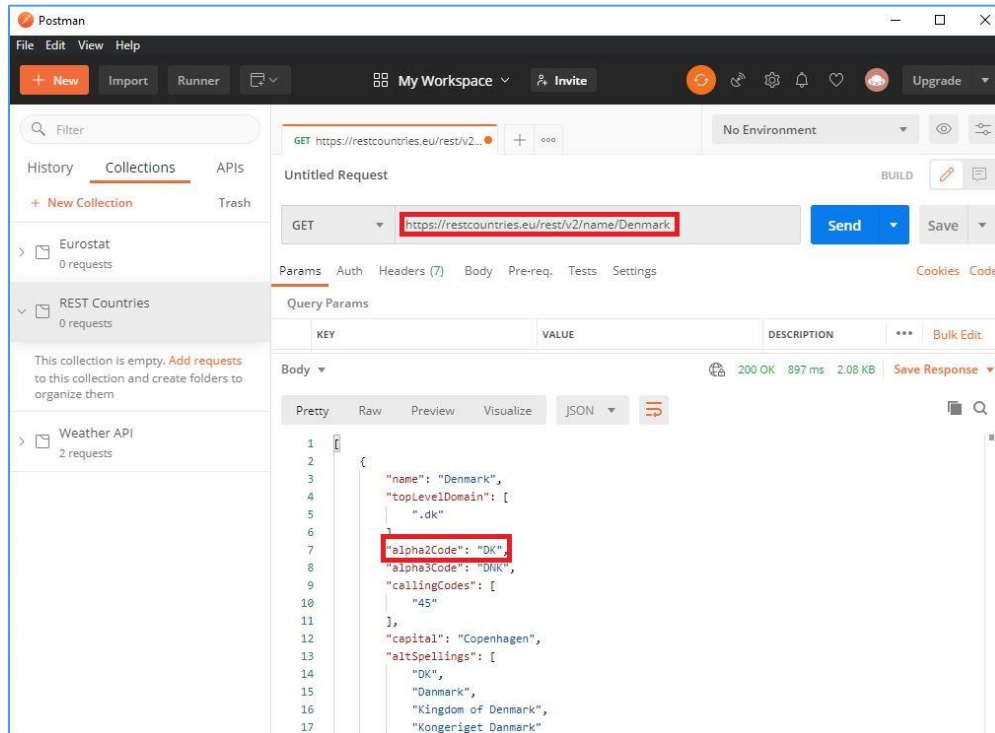 Postman
File Edit View Help
+ New Import Runner My Workspace Invite Upgrade
Filter
History Collections APIs
+ New Collection Trash
Eurostat
0 requests
REST Countries
0 requests
This collection is empty. Add requests
to this collection and create folders to
organize them
Weather API
2 requests
GET https://restcountries.eu/rest/v2... + ooo No Environment
Untitled Request BUILD
GET https://restcountries.eu/rest/v2/name/Denmark Send Save
Params Auth Headers (7) Body Pre-req. Tests Settings Cookies Code
Query Params
KEY VALUE DESCRIPTION ••• Bulk Edit
Body 200 OK 897 ms 2.08 KB Save Response
Pretty Raw Preview Visualize JSON
1 [
2 {
3 "name": "Denmark",
4 "topLevelDomain": [
5 ".dk"
6 ],
7 "alpha2Code": "DK",
8 "alpha3Code": "DNK",
9 "callingCodes": [
10 "45"
11 ],
12 "capital": "Copenhagen",
13 "altSpellings": [
14 "DK",
15 "Danmark",
16 "Kingdom of Denmark",
17 "Kongeriget Danmark"